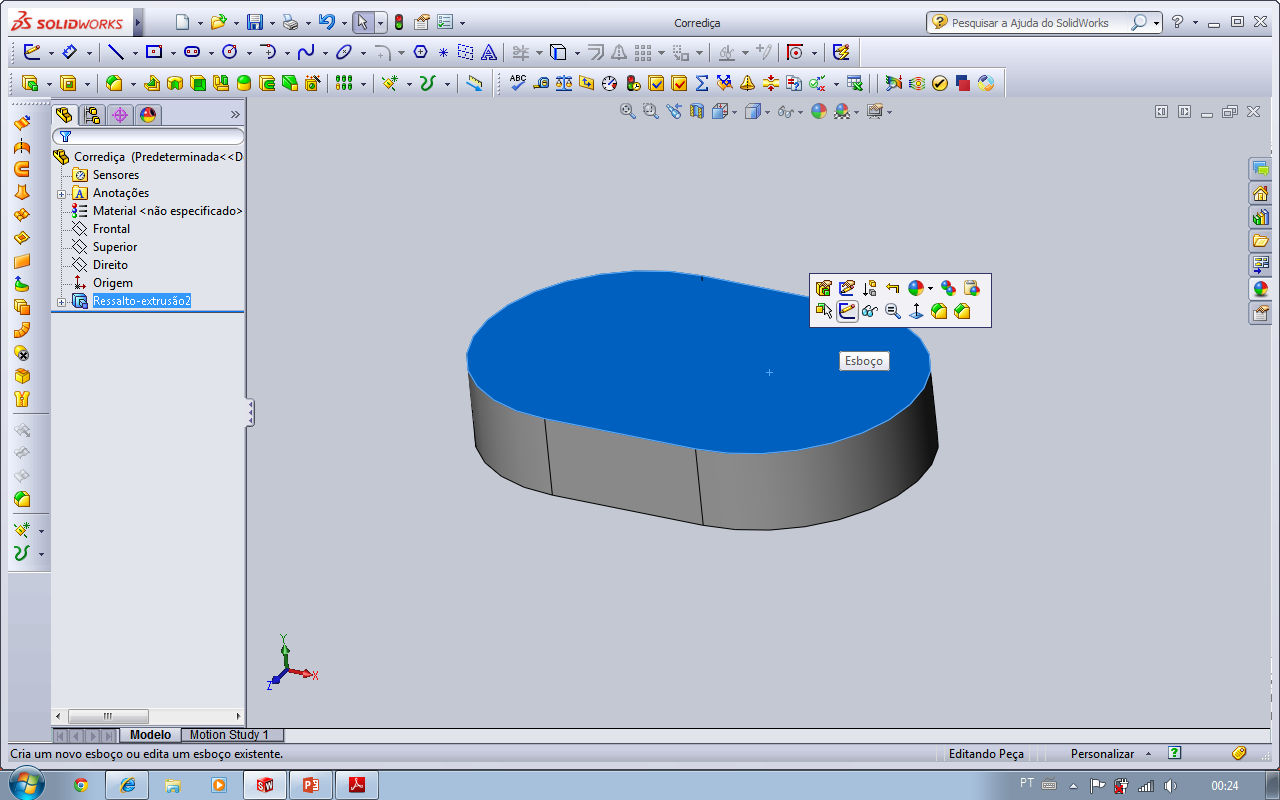 SOLIDWORKS
Corrediça
Pesquisar a Ajuda do SolidWorks
ABC
Corrediça (Predeterminada<<D
Sensores
Anotações
Material <não especificado>
Frontal
Superior
Direito
Origem
Ressalto-extrusão2
Esboço
Y
X
Z
Modelo
Motion Study 1
Cria um novo esboço ou edita um esboço existente.
Editando Peça
Personalizar
PT
00:24